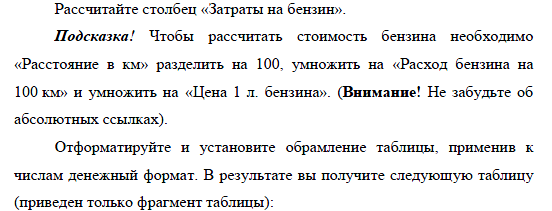 Рассчитайте столбец «Затраты на бензин».
Подсказка! Чтобы рассчитать стоимость бензина необходимо
«Расстояние в км» разделить на 100, умножить на «Расход бензина на
100 км» и умножить на «Цена 1 л. бензина». (Внимание! Не забудьте об
абсолютных ссылках).
Отформатируйте и установите обрамление таблицы, применив к
числам денежный формат. В результате вы получите следующую таблицу
(приведен только фрагмент таблицы):